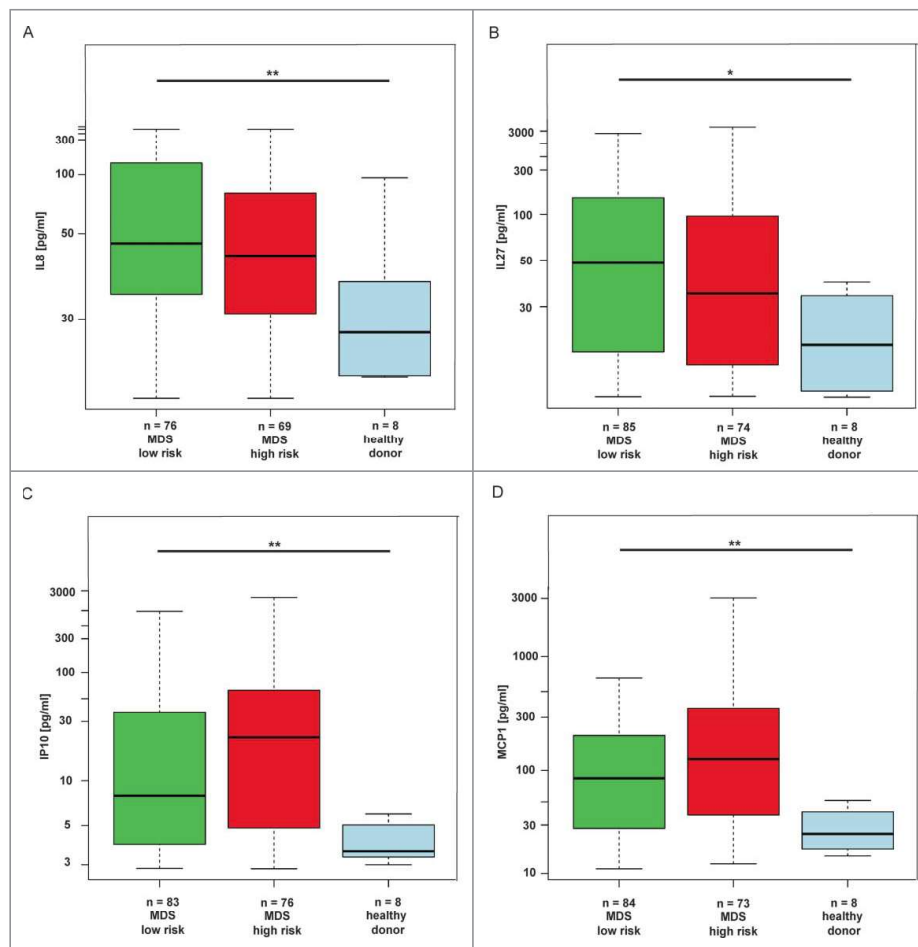 A
**
300
100
50
30
IL8 [pg/ml]
n = 76
MDS
low risk
n = 69
MDS
high risk
n = 8
healthy
donor
B
*
3000
300
100
50
30
IL27 [pg/ml]
n = 85
MDS
low risk
n = 74
MDS
high risk
n = 8
healthy
donor
C
**
3000
300
100
30
10
5
3
IP10 [pg/ml]
n = 83
MDS
low risk
n = 76
MDS
high risk
n = 8
healthy
donor
D
**
3000
1000
300
100
30
10
MCP1 [pg/ml]
n = 84
MDS
low risk
n = 73
MDS
high risk
n = 8
healthy
donor